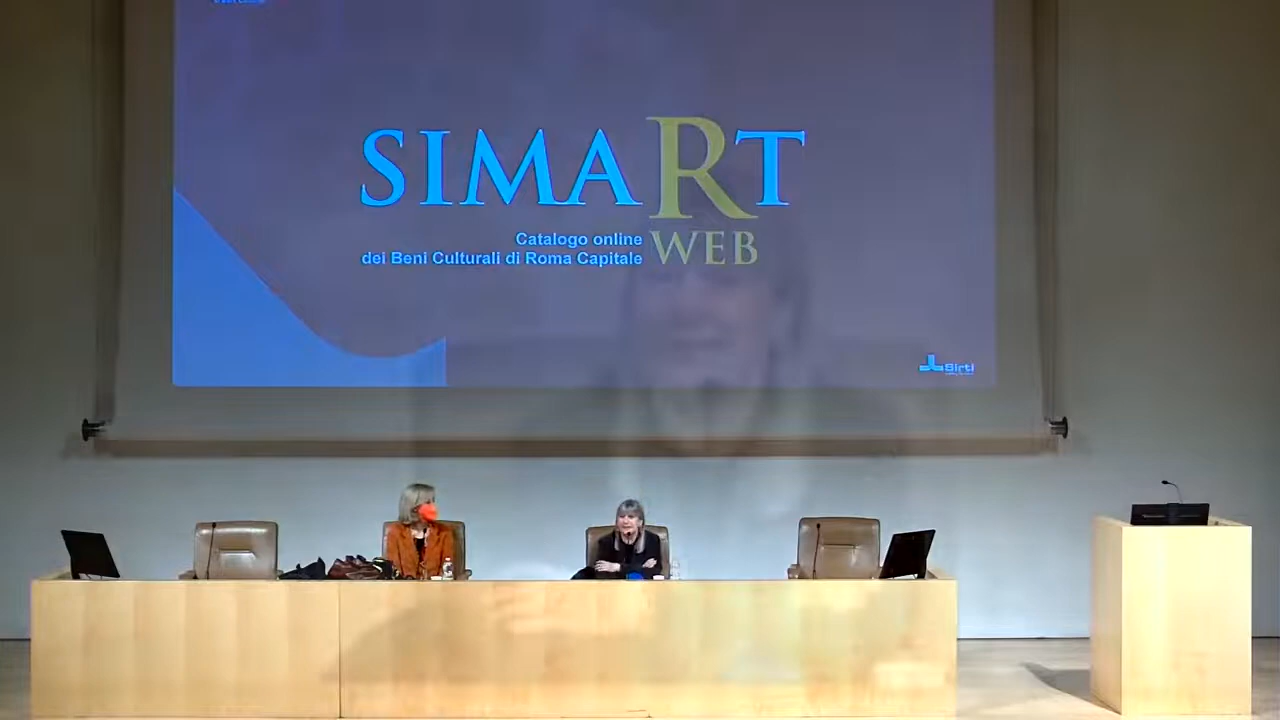 SIMART
Catalogo online
dei Beni Culturali di Roma Capitale
WEB
Sirti